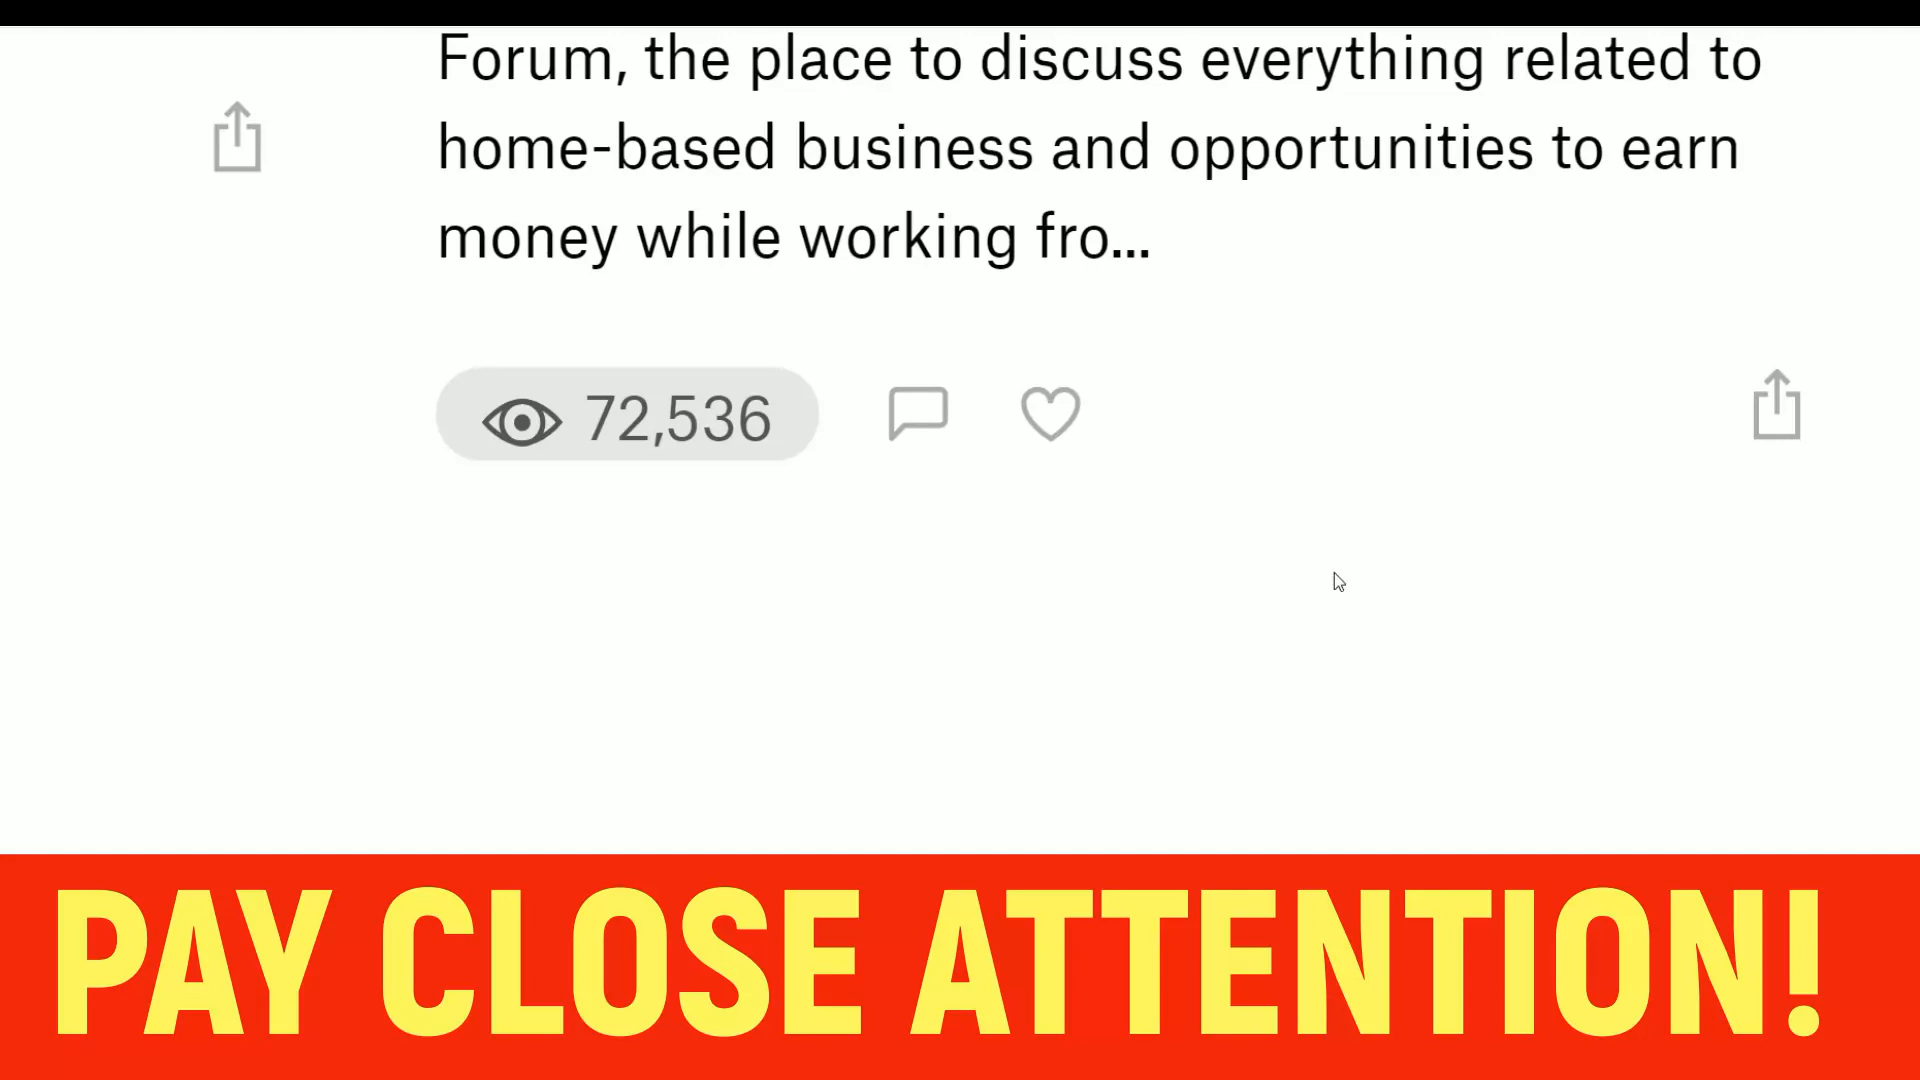 Forum, the place to discuss everything related to
home-based business and opportunities to earn
money while working fro...
72,536
PAY CLOSE ATTENTION!